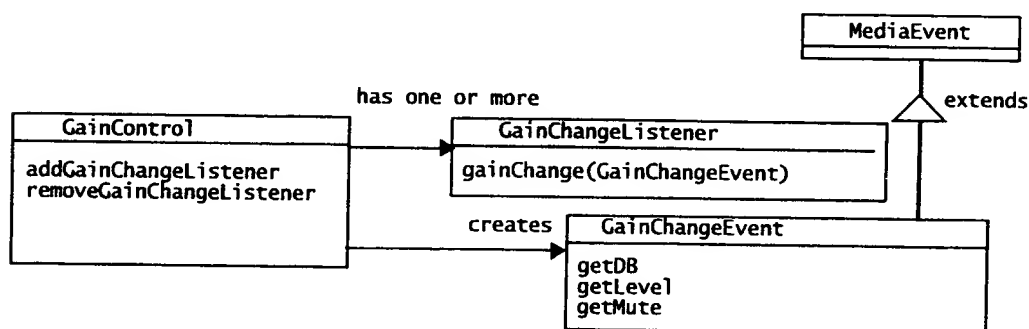 MediaEvent
extends
has one or more
GainControl
addGainChangeListener
removeGainChangeListener
GainChangeListener
gainChange(GainChangeEvent)
creates
GainChangeEvent
getDB
getLevel
getMute